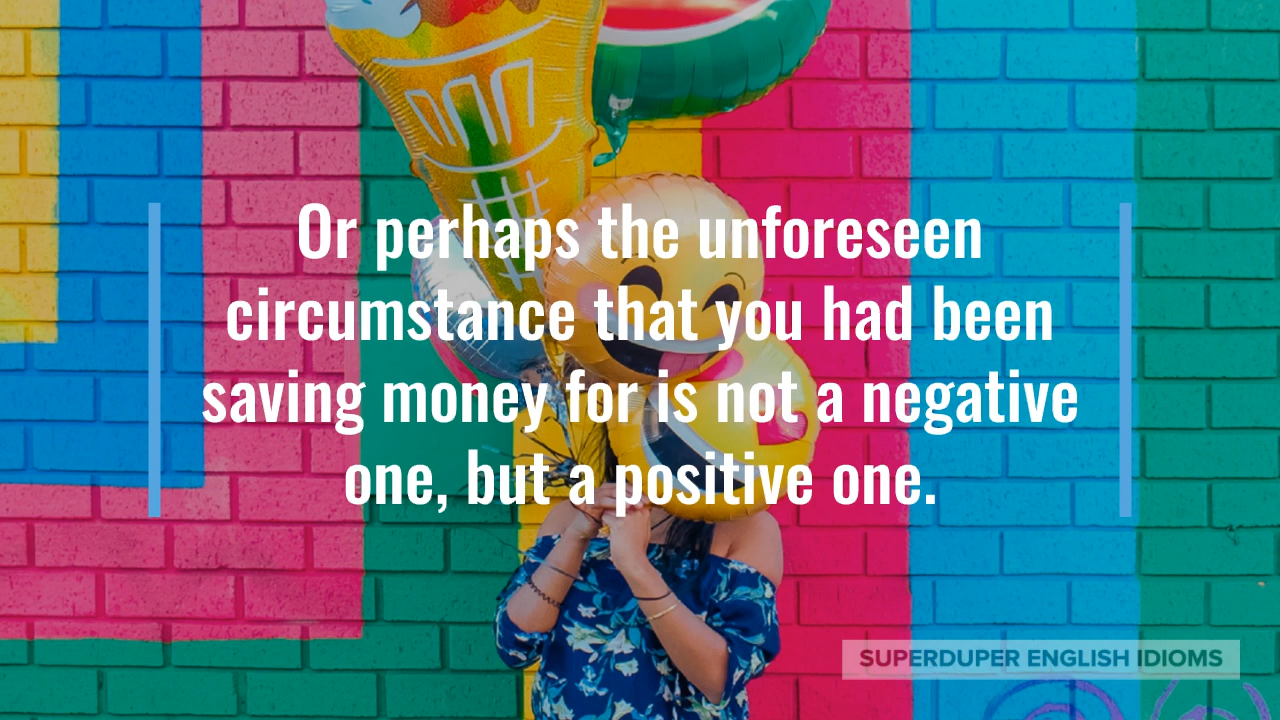 Or perhaps the unforeseen
circumstance that you had been
saving money for is not a negative
one, but a positive one.
SUPERDUPER ENGLISH IDIOMS